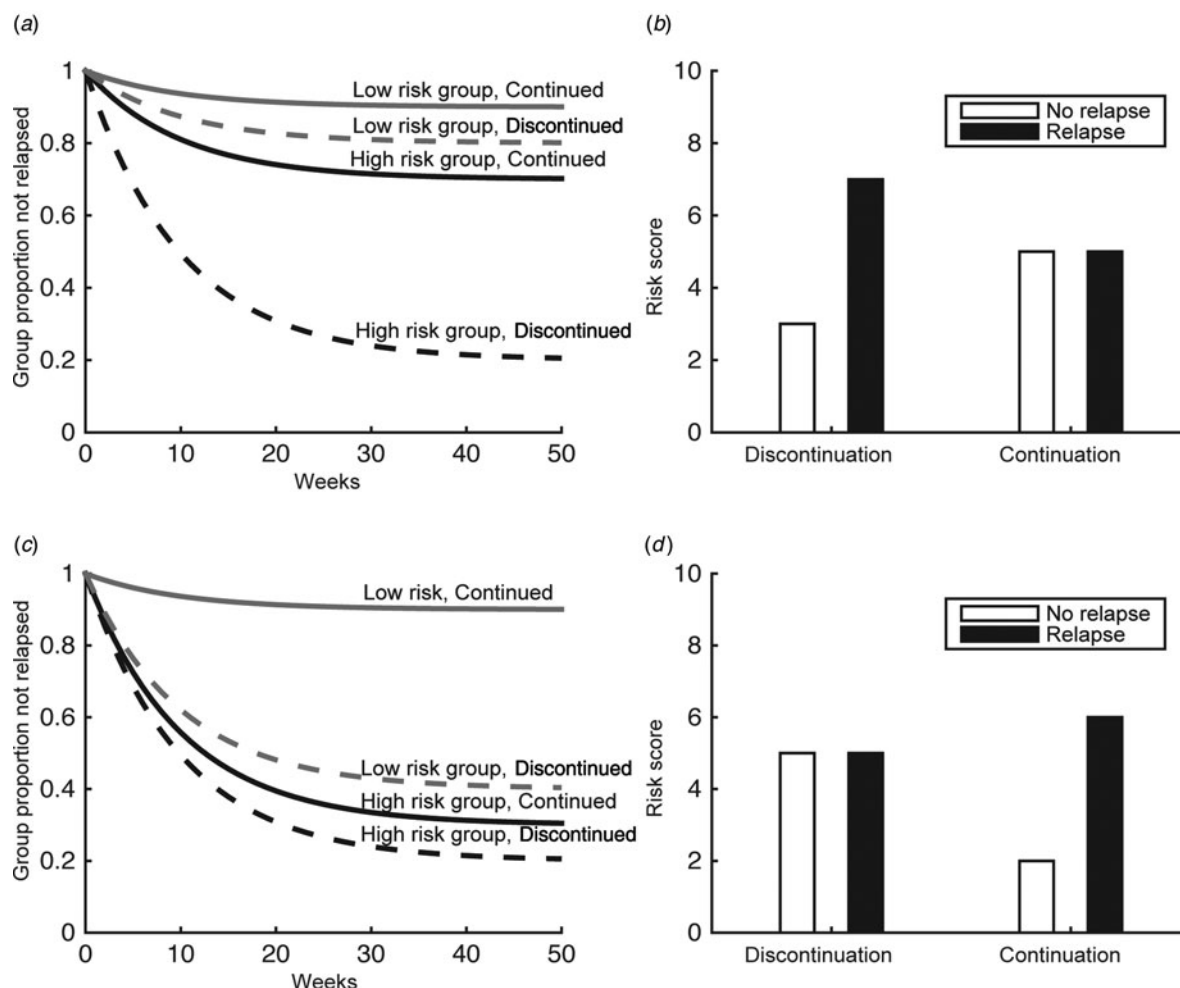 (a)
Group proportion not relapsed
1
0.8
0.6
0.4
0.2
0
Low risk group, Continued
Low risk group, Discontinued
High risk group, Continued
High risk group, Discontinued
0 10 20 30 40 50
Weeks
(b)
Risk score
10
8
6
4
2
0
No relapse
Relapse
Discontinuation Continuation
(c)
Group proportion not relapsed
1
0.8
0.6
0.4
0.2
0
Low risk, Continued
Low risk group, Discontinued
High risk group, Continued
High risk group, Discontinued
0 10 20 30 40 50
Weeks
(d)
Risk score
10
8
6
4
2
0
No relapse
Relapse
Discontinuation Continuation